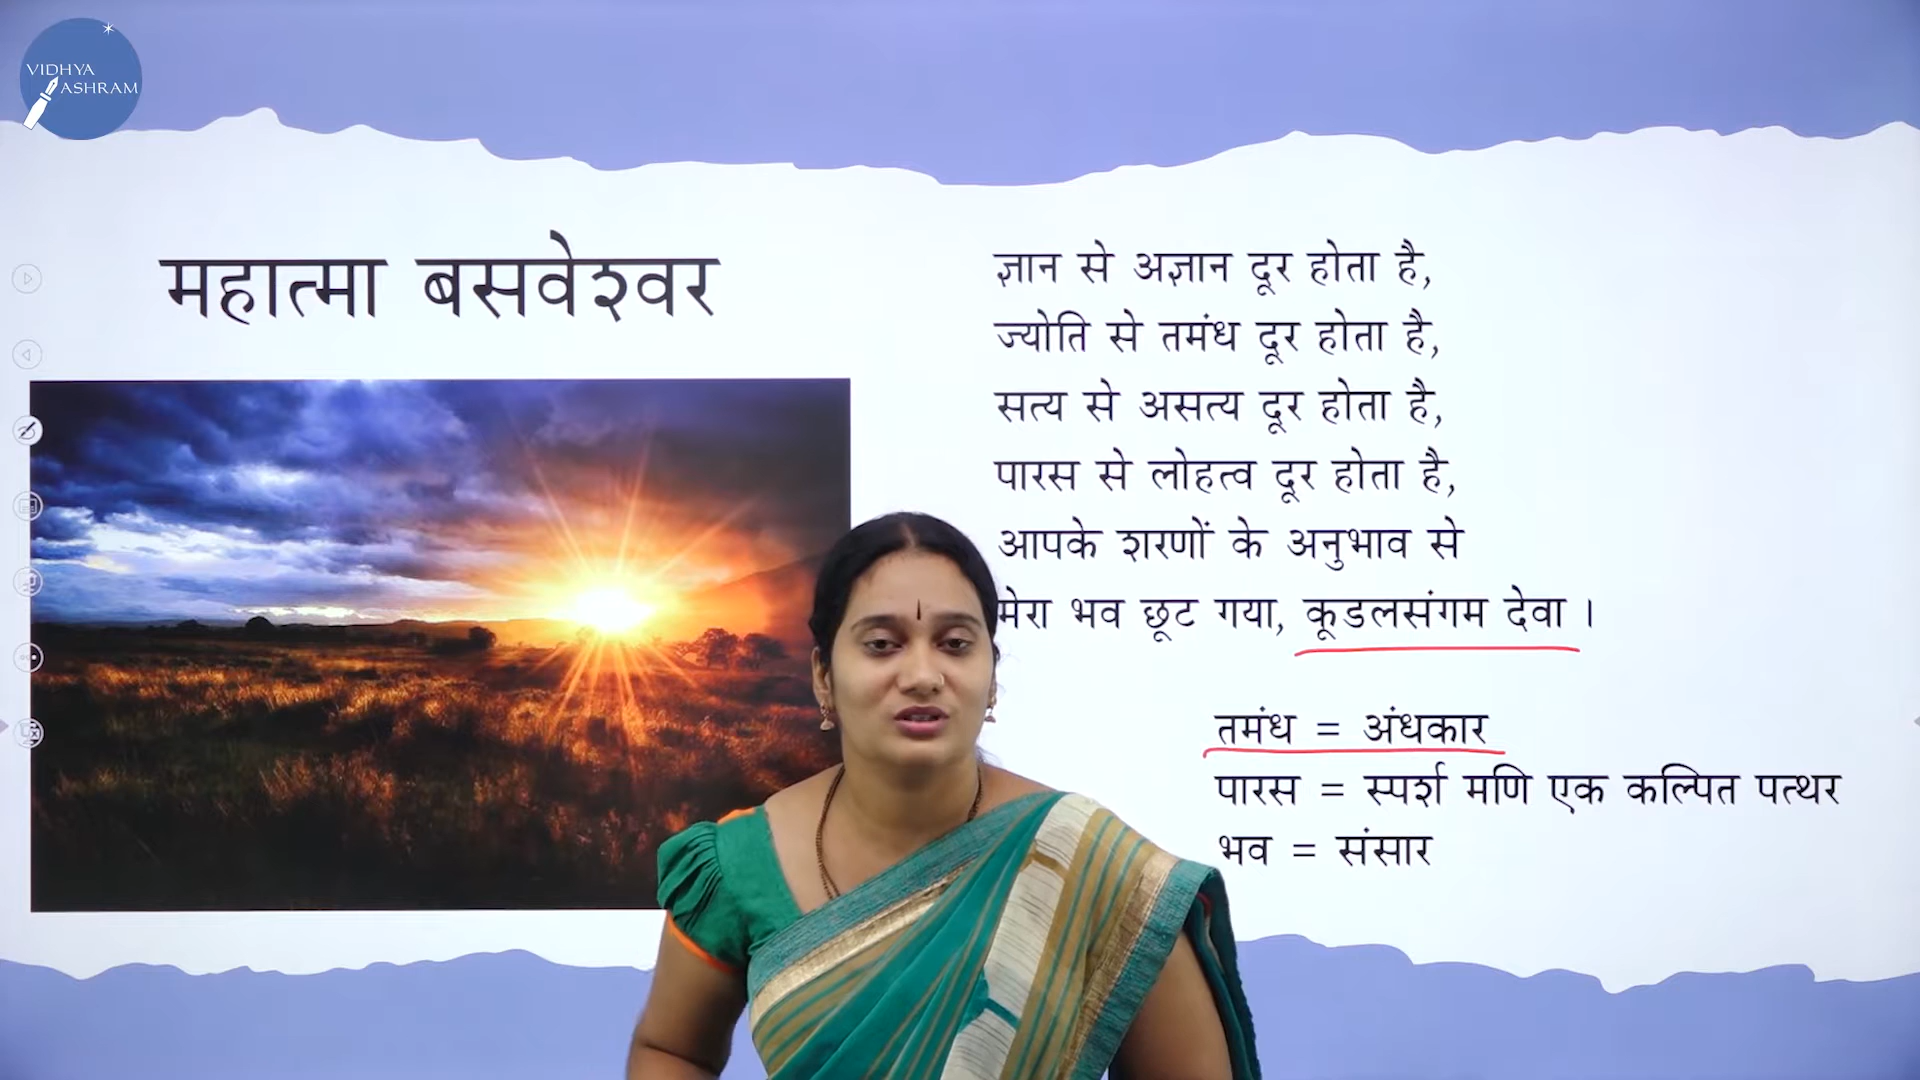 VIDHYA
ASHRAM
महात्मा बसवेश्वर
ज्ञान से अज्ञान दूर होता है,
ज्योति से तमंध दूर होता है,
सत्य से असत्य दूर होता है,
पारस से लोहत्व दूर होता है,
आपके शरणों के अनुभाव से
मेरा भव छूट गया, कूडलसंगम देवा ।
तमंध = अंधकार
पारस = स्पर्श मणि एक कल्पित पत्थर
भव = संसार